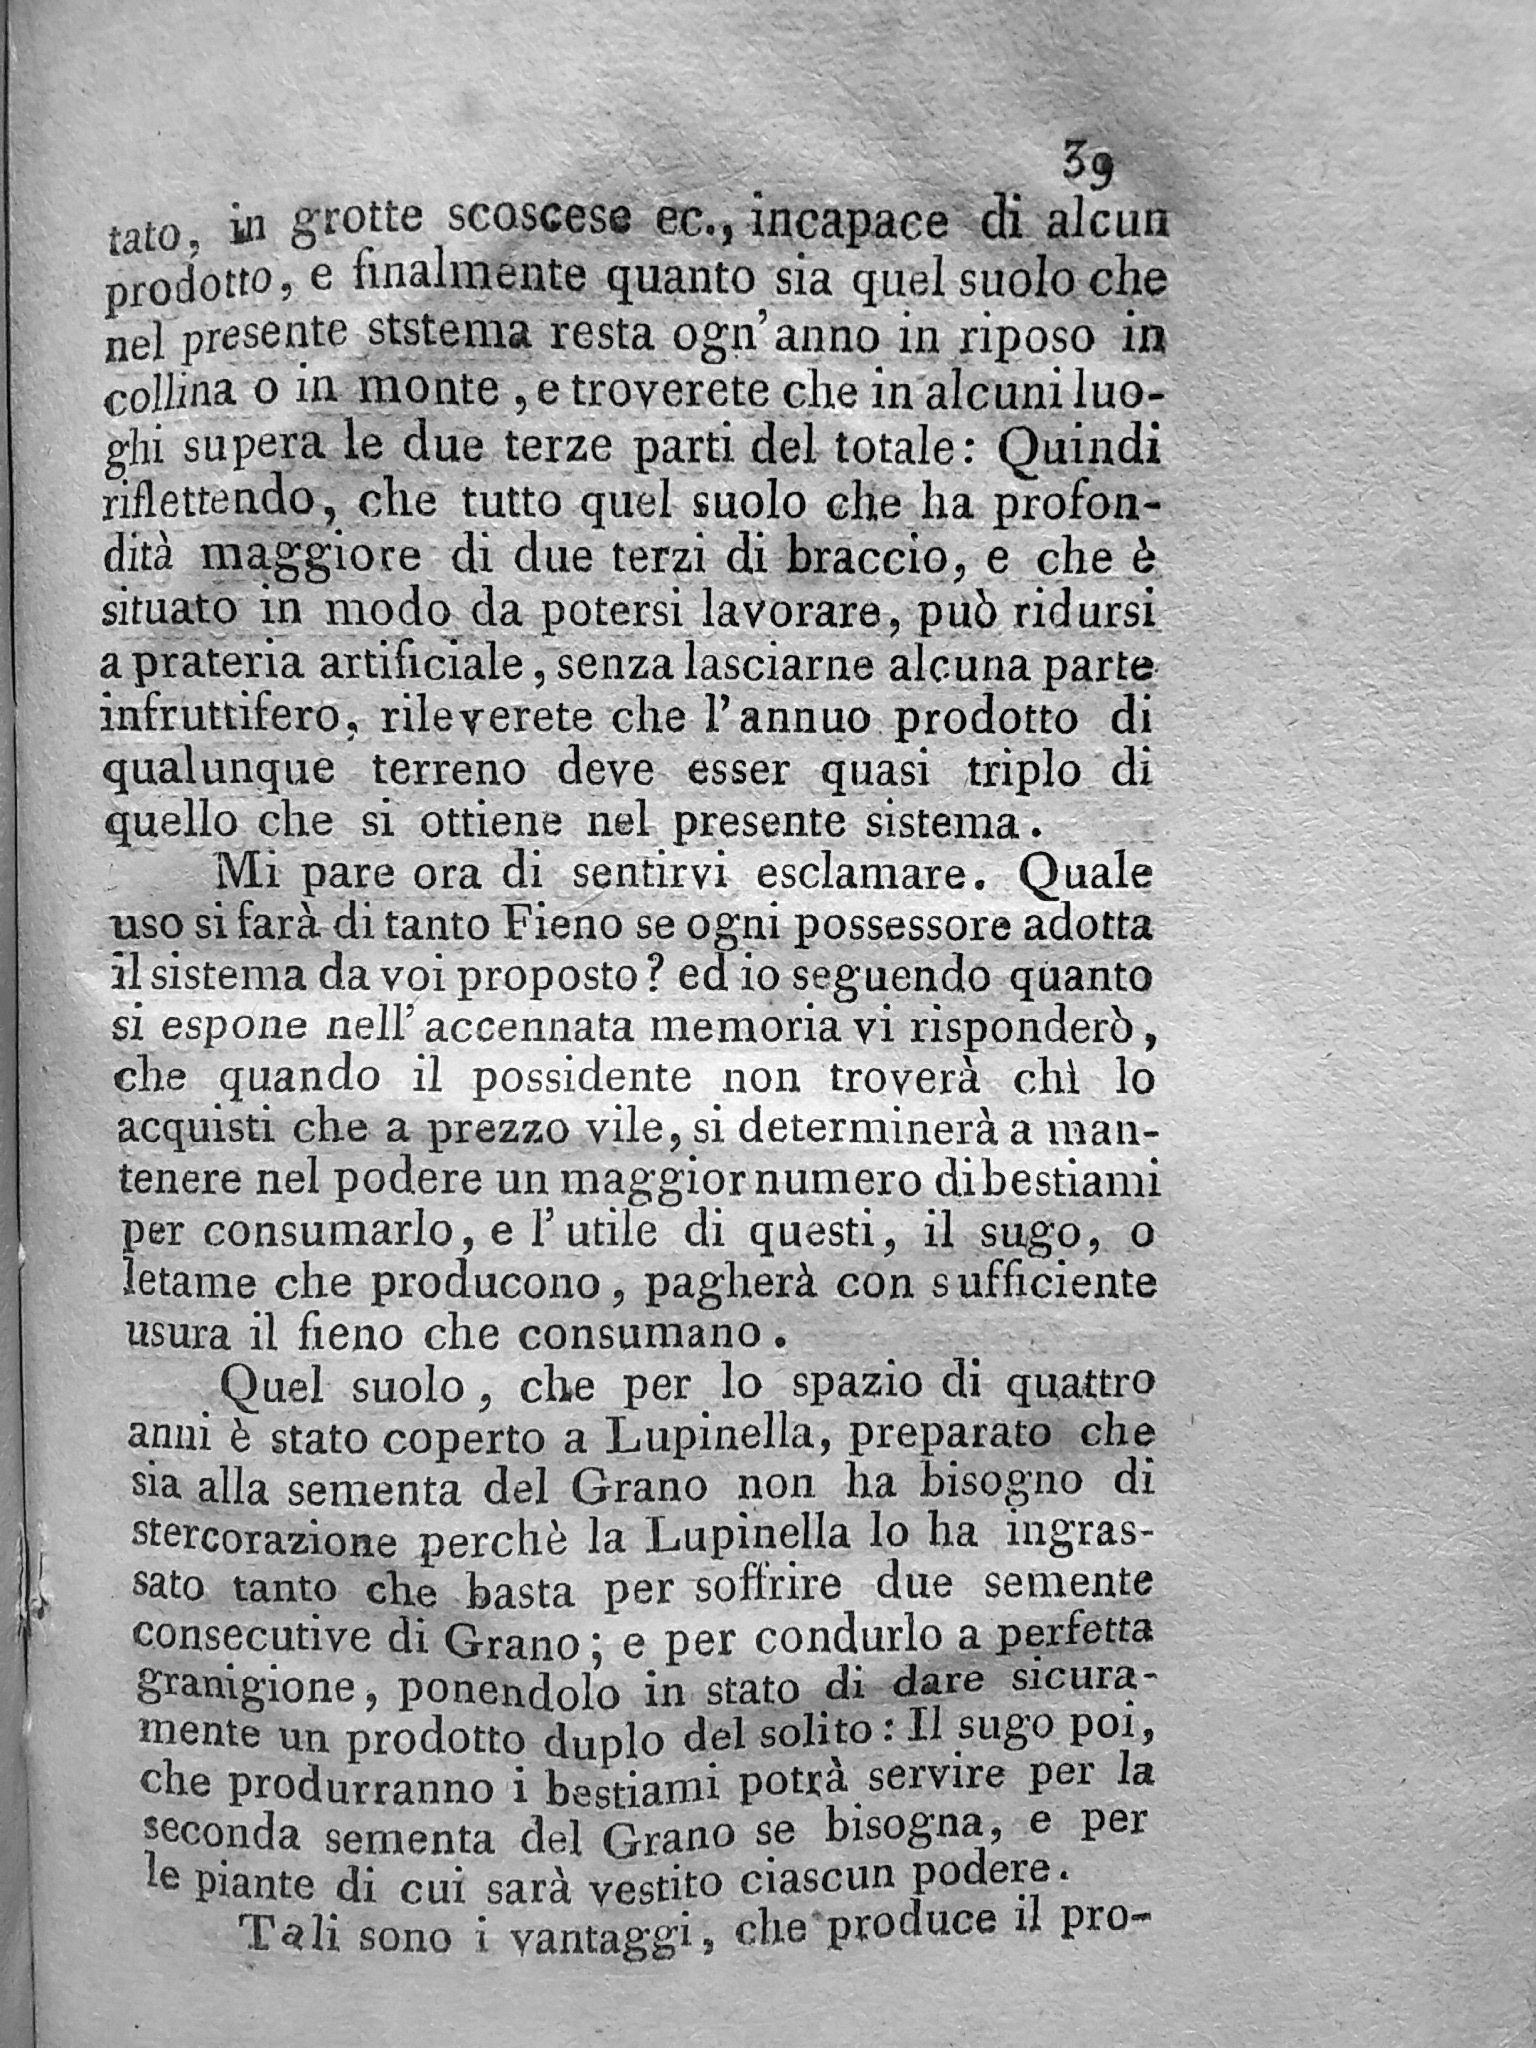 39
tato, in grotte scoscese ec., incapace di alcun
prodotto, e finalmente quanto sia quel suolo che
nel presente ststema resta ogn'anno in riposo in
collina o in monte, e troverete che in alcuni luo-
ghi supera le due terze parti del totale: Quindi
riflettendo, che tutto quel suolo che ha profon-
dità maggiore di due terzi di braccio, e che è
situato in modo da potersi lavorare, può ridursi
a prateria artificiale, senza lasciarne alcuna parte
infruttifero, rileverete che l'annuo prodotto di
qualunque terreno deve esser quasi triplo di
quello che si ottiene nel presente sistema.
Mi pare ora di sentirvi esclamare. Quale
uso si farà di tanto Fieno se ogni possessore adotta
il sistema da voi proposto? ed io seguendo quanto
si espone nell'accennata memoria vi risponderò,
che quando il possidente non troverà chì lo
acquisti che a prezzo vile, si determinerà a man-
tenere nel podere un maggior numero di bestiami
per consumarlo, e l'utile di questi, il sugo, o
letame che producono, pagherà con sufficiente
usura il fieno che consumano.
Quel suolo, che per lo spazio di quattro
anni è stato coperto a Lupinella, preparato che
sia alla sementa del Grano non ha bisogno di
stercorazione perchè la Lupinella lo ha ingras-
sato tanto che basta per soffrire due semente
consecutive di Grano; e per condurlo a perfetta
granigione, ponendolo in stato di dare sicura-
mente un prodotto duplo del solito: Il sugo poi,
che produrranno i bestiami potrà servire per la
seconda sementa del Grano se bisogna, e per
le piante di cui sarà vestito ciascun podere.
Tali sono i vantaggi, che produce il pro-